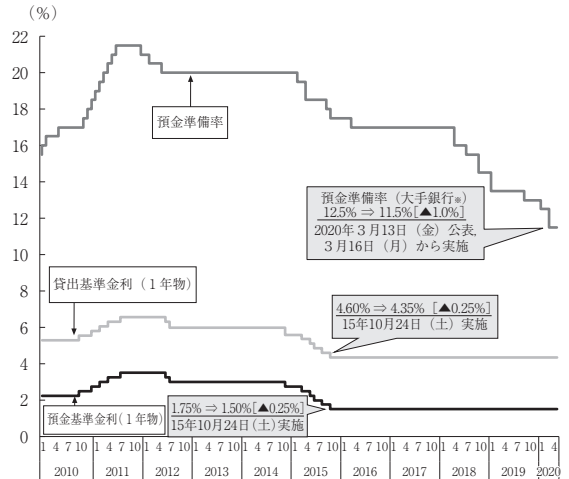 (%)
22
20
18
16
14
12
10
8
6
4
2
0
預金準備率
預金準備率（大手銀行※）
12.5% ⇒ 11.5%[▲1.0%]
2020年３月13日（金）公表,
３月16日（月）から実施
貸出基準金利（１年物）
4.60% ⇒ 4.35% [▲0.25%]
15年10月24日（土）実施
預金基準金利（１年物）
1.75% ⇒ 1.50%[▲0.25%]
15年10月24日（土）実施
1 4 7 10 1 4 7 10 1 4 7 10 1 4 7 10 1 4 7 10 1 4 7 10 1 4 7 10 1 4 7 10 1 4 7 10 1 4 7 10 1 4
2010 2011 2012 2013 2014 2015 2016 2017 2018 2019 2020